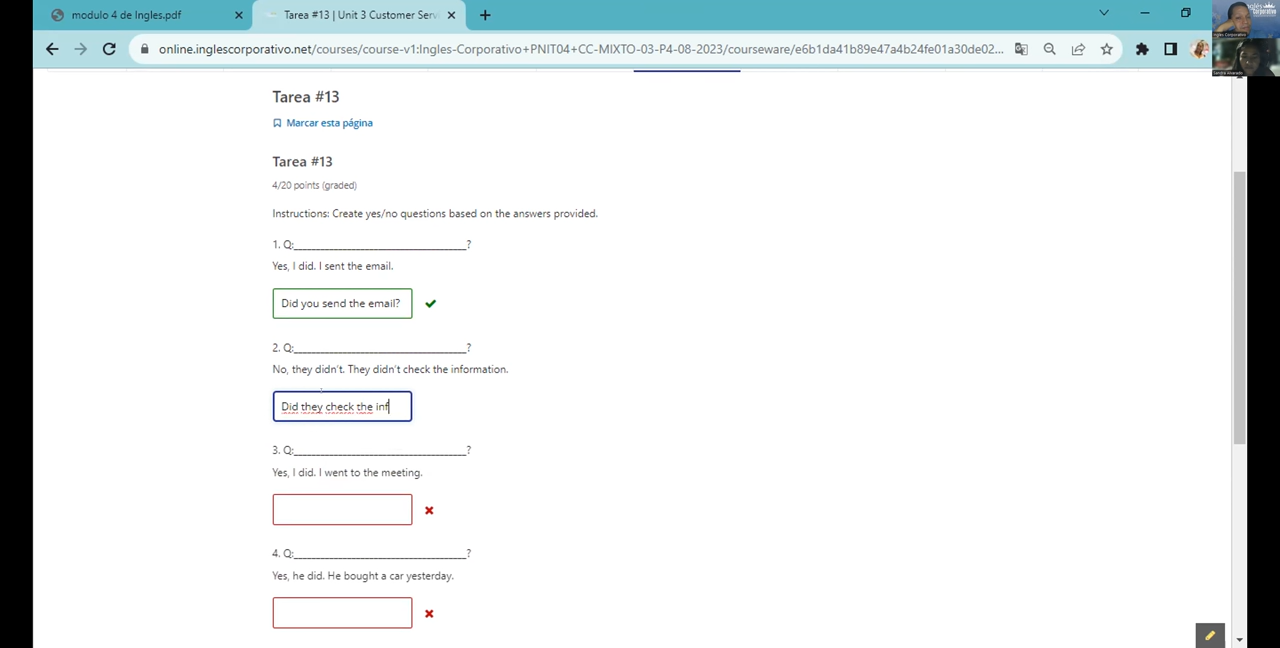 modulo 4 de Ingles.pdf
Tarea #13 | Unit 3 Customer Serv
online.inglescorporativo.net/courses/course-v1:Ingles-Corporativo+PNIT04+CC-MIXTO-03-P4-08-2023/courseware/e6b1da41b89e47a4b24fe01a30de02...
Tarea #13
Marcar esta página
Tarea #13
4/20 points (graded)
Instructions: Create yes/no questions based on the answers provided.
1. Q:__________________________________?
Yes, I did. I sent the email.
Did you send the email?
2. Q:__________________________________?
No, they didn't. They didn't check the information.
Did they check the inf
3. Q:__________________________________?
Yes, I did. I went to the meeting.
4. Q:__________________________________?
Yes, he did. He bought a car yesterday.